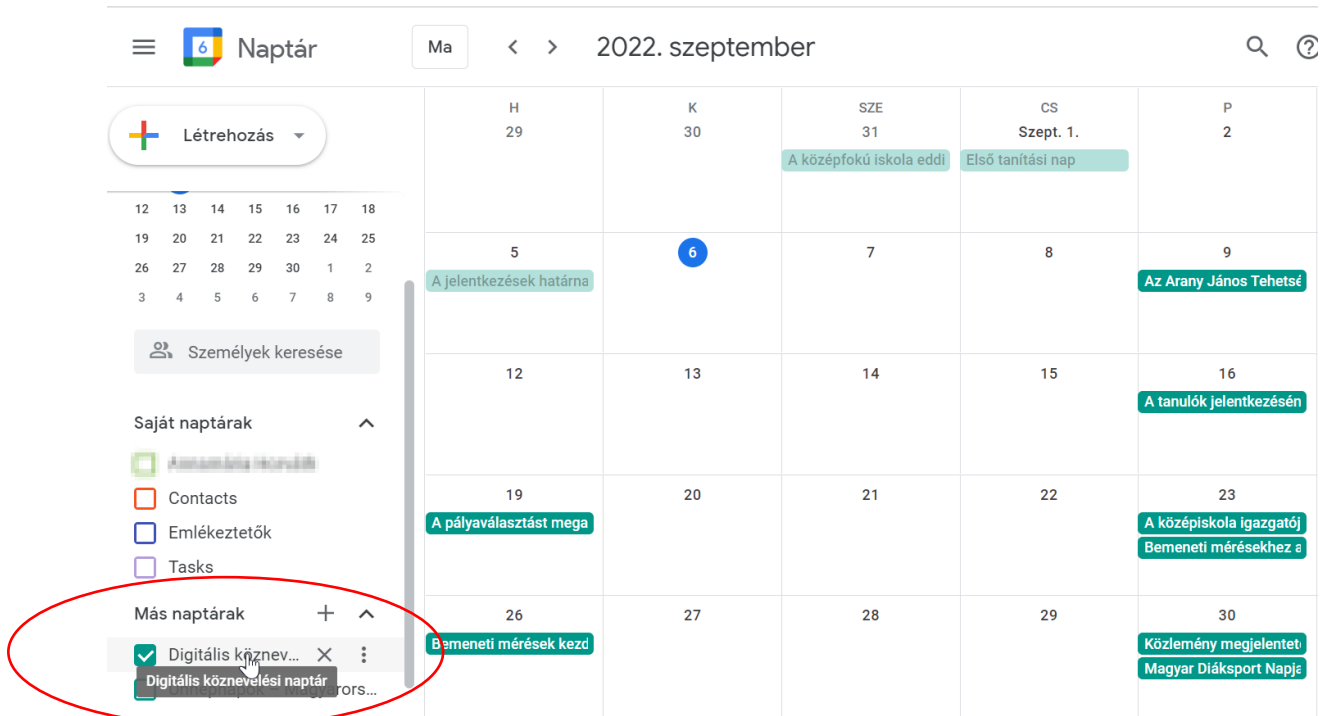 6 Naptár Ma 2022. szeptember
Létrehozás
12 13 14 15 16 17 18
19 20 21 22 23 24 25
26 27 28 29 30 1 2
3 4 5 6 7 8 9
Személyek keresése
Saját naptárak
Contacts
Emlékeztetők
Tasks
Más naptárak
Digitális köznev...
Digitális köznevelési naptár
Ünnepnapok – Magyarors...
H K SZE CS P
29 30 31 Szept. 1. 2
A középfokú iskola eddi Első tanítási nap
5 6 7 8 9
A jelentkezések határna Az Arany János Tehetsé
12 13 14 15 16
A tanulók jelentkezésén
19 20 21 22 23
A pályaválasztást mega A középiskola igazgatój
Bemeneti mérésekhez a
26 27 28 29 30
Bemeneti mérések kezd Közlemény megjelentet
Magyar Diáksport Napja